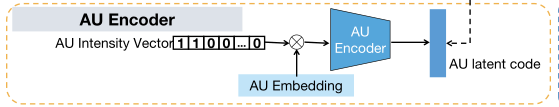 AU Encoder
AU Intensity Vector 1 1 0 0 ... 0
AU
Encoder
AU Embedding
AU latent code